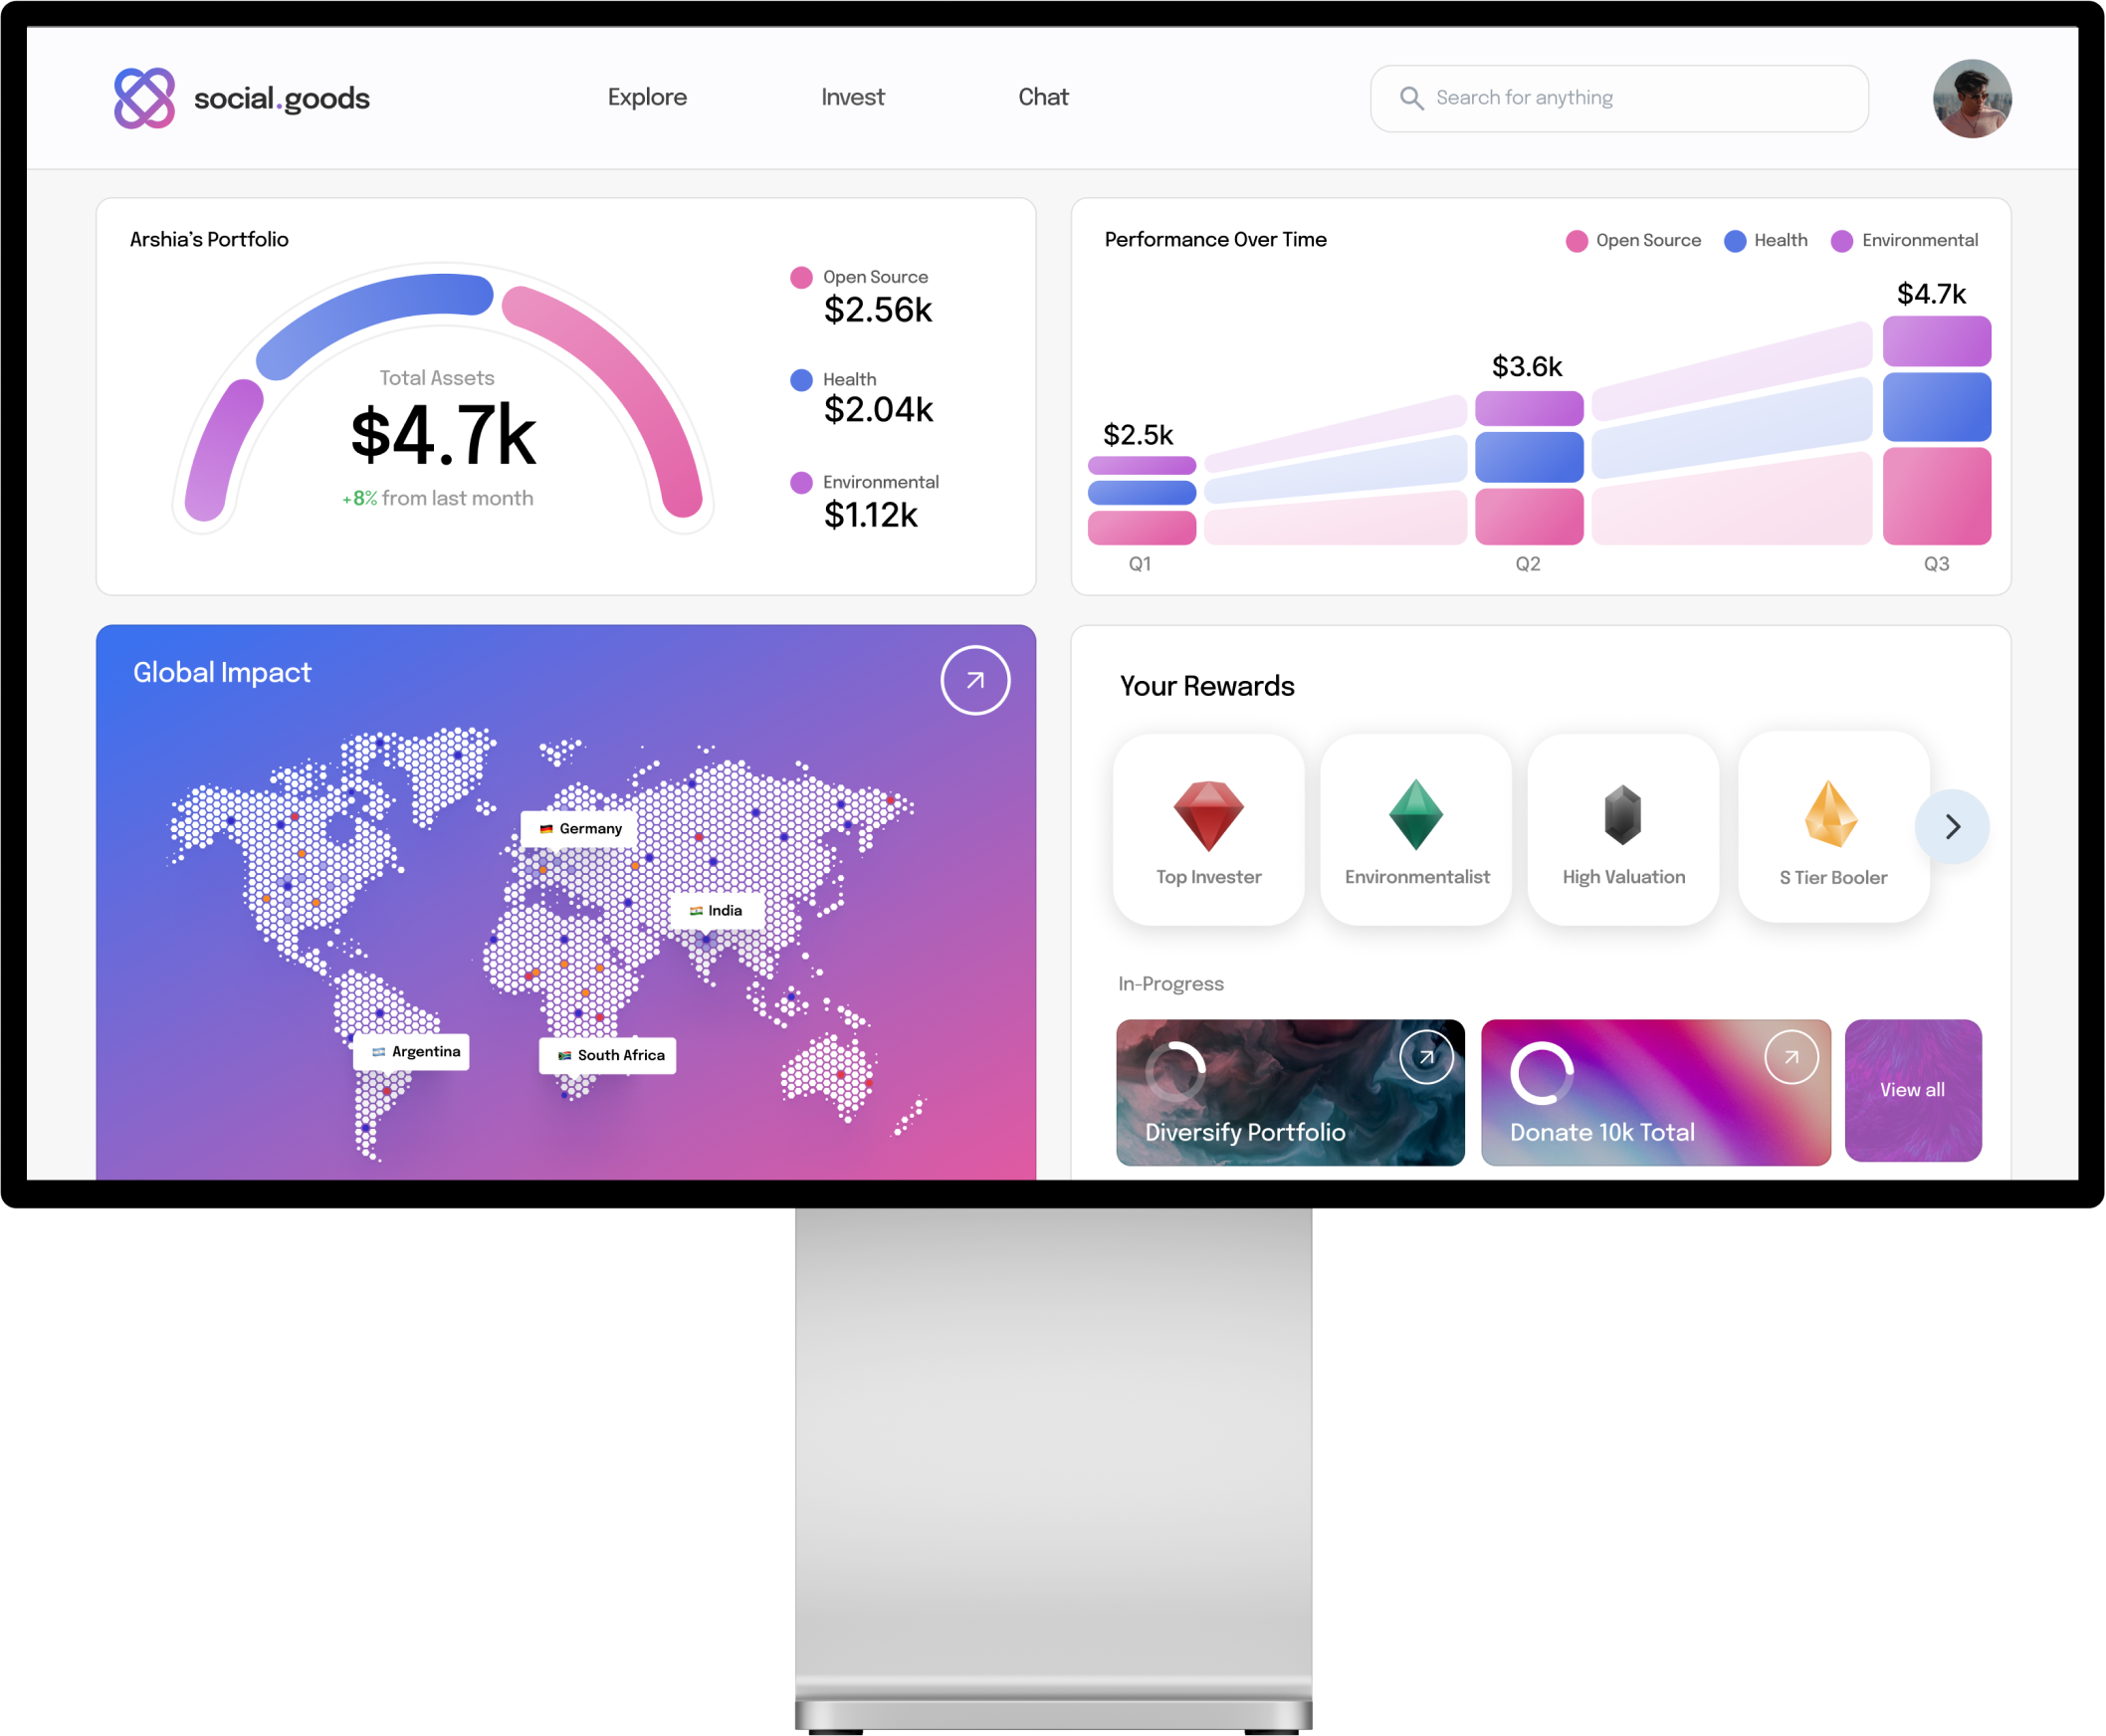 social.goods
Explore
Invest
Chat
Search for anything
Arshia’s Portfolio
Total Assets
$4.7k
+8% from last month
Open Source
$2.56k
Health
$2.04k
Environmental
$1.12k
Performance Over Time
Open Source
Health
Environmental
$2.5k
$3.6k
$4.7k
Q1
Q2
Q3
Global Impact
Germany
India
Argentina
South Africa
Your Rewards
Top Invester
Environmentalist
High Valuation
S Tier Booler
In-Progress
Diversify Portfolio
Donate 10k Total
View all